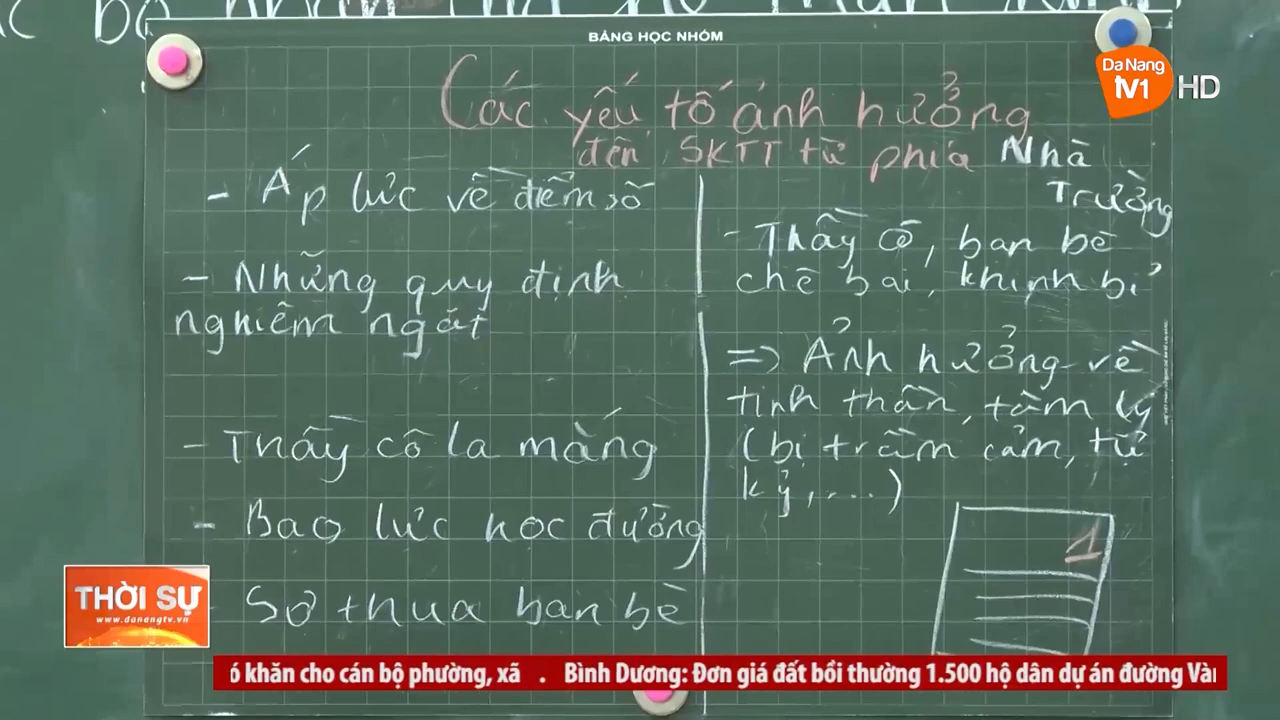 BẢNG HỌC NHÓM
Da Nang
TV1 HD
Các yếu tố ảnh hưởng
đến SKTT từ phía Nhà
Trường
- Áp lực về điểm số
- Những quy định
nghiêm ngặt
- Thầy cô la mắng
- Bạo lực học đường
- Sợ thua bạn bè
- Thầy cô, bạn bè
chê bai, khinh bỉ
=> Ảnh hưởng về
tinh thần, tâm lý
(bị trầm cảm, tự
kỷ,...)
1
THỜI SỰ
www.danangtv.vn
ó khăn cho cán bộ phường, xã . Bình Dương: Đơn giá đất bồi thường 1.500 hộ dân dự án đường Vàn